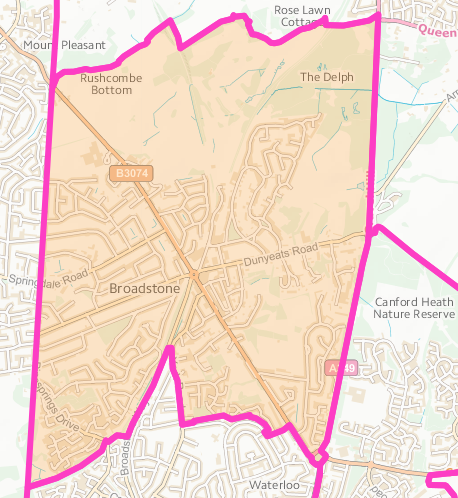 Rose Lawn
Cottage
Queen
Mount Pleasant
Rushcombe
Bottom
The Delph
B3074
Dunyeats Road
Springdale Road
Broadstone
Canford Heath
Nature Reserve
A349
Springs Drive
Broads
Waterloo